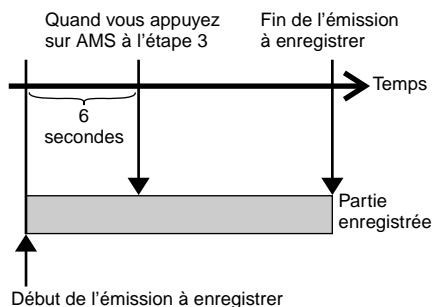 Quand vous appuyez
sur AMS à l'étape 3
Fin de l'émission
à enregistrer
Temps
6
secondes
Partie
enregistrée
Début de l'émission à enregistrer